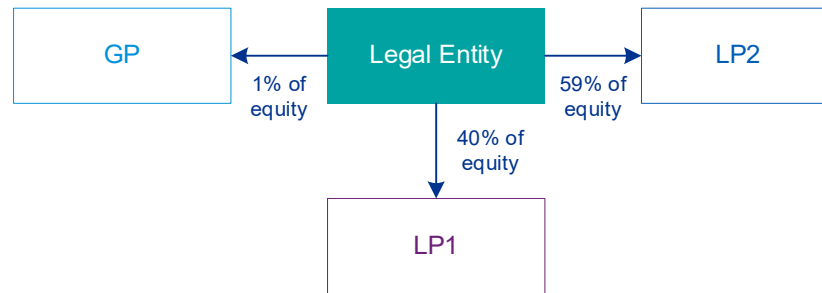 GP
Legal Entity
LP2
1% of
equity
59% of
equity
40% of
equity
LP1